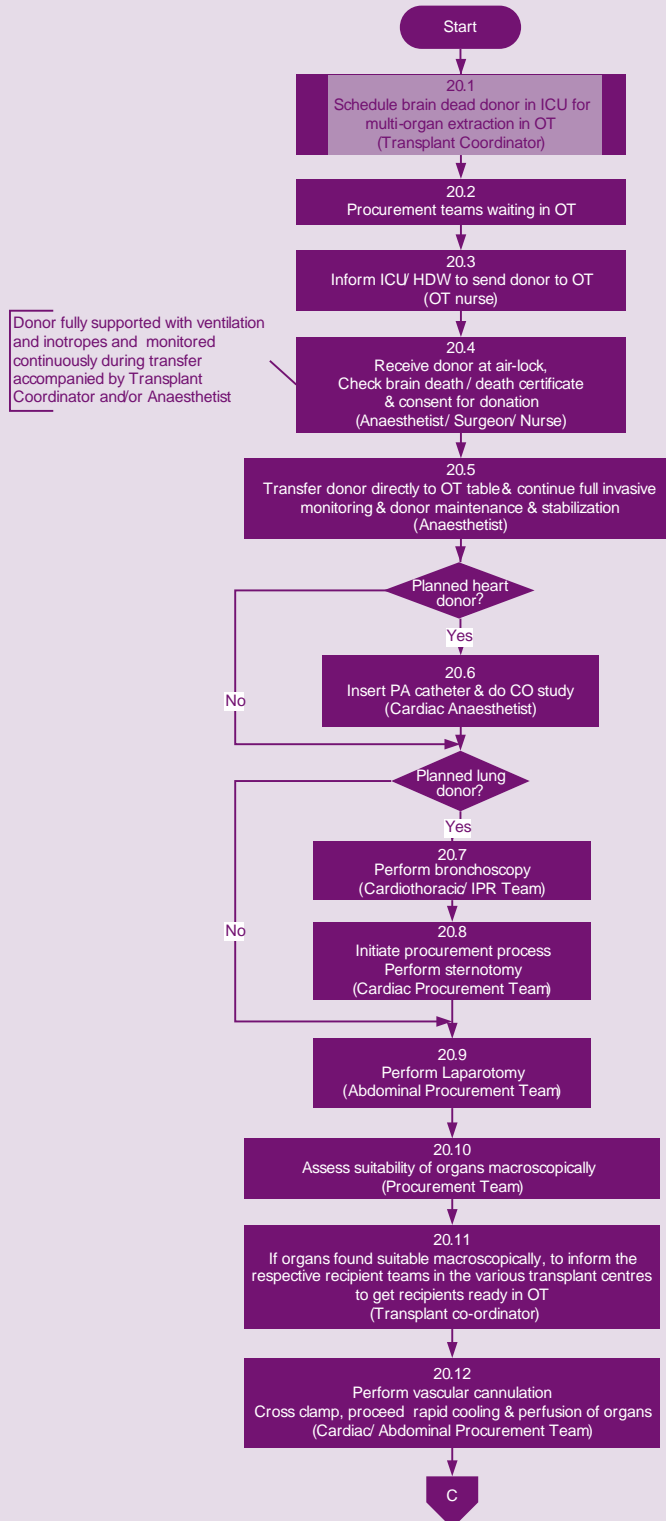 Start
20.1
Schedule brain dead donor in ICU for
multi-organ extraction in OT
(Transplant Coordinator)
20.2
Procurement teams waiting in OT
20.3
Inform ICU/ HDW to send donor to OT
(OT nurse)
Donor fully supported with ventilation
and inotropes and monitored
continuously during transfer
accompanied by Transplant
Coordinator and/or Anaesthetist
20.4
Receive donor at air-lock,
Check brain death / death certificate
& consent for donation
(Anaesthetist/ Surgeon/ Nurse)
20.5
Transfer donor directly to OT table & continue full invasive
monitoring & donor maintenance & stabilization
(Anaesthetist)
Planned heart
donor?
Yes
20.6
Insert PA catheter & do CO study
(Cardiac Anaesthetist)
No
Planned lung
donor?
Yes
20.7
Perform bronchoscopy
(Cardiothoracic/ IPR Team)
No
20.8
Initiate procurement process
Perform sternotomy
(Cardiac Procurement Team)
20.9
Perform Laparotomy
(Abdominal Procurement Team)
20.10
Assess suitability of organs macroscopically
(Procurement Team)
20.11
If organs found suitable macroscopically, to inform the
respective recipient teams in the various transplant centres
to get recipients ready in OT
(Transplant co-ordinator)
20.12
Perform vascular cannulation
Cross clamp, proceed rapid cooling & perfusion of organs
(Cardiac/ Abdominal Procurement Team)
C